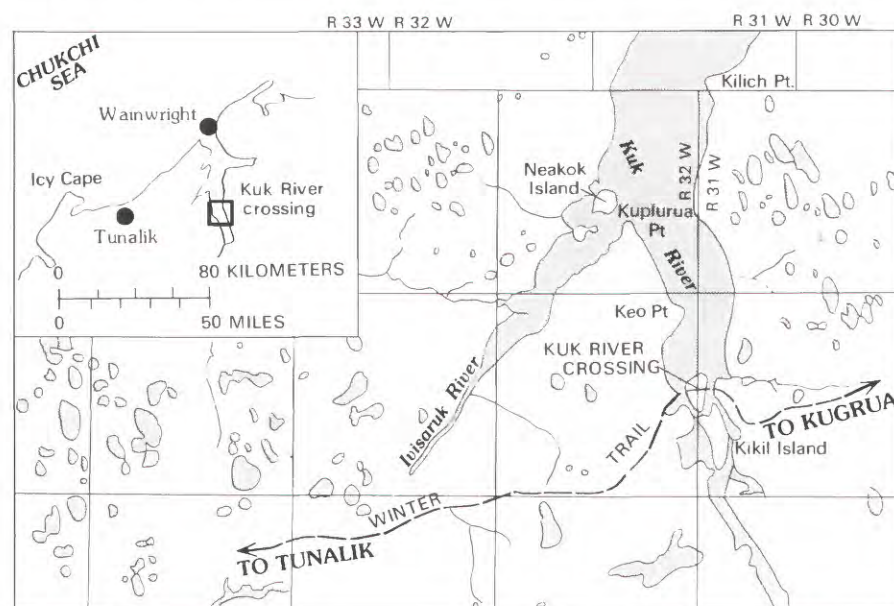 R 33 W R 32 W
R 31 W R 30 W
CHUKCHI
SEA
Wainwright
Icy Cape
Kuk River
crossing
Tunalik
0 80 KILOMETERS
0 50 MILES
Kilich Pt.
Kuk
River
R 32 W
R 31 W
Neakok
Island
Kuplurua
Pt
Keo Pt
KUK RIVER
CROSSING
Ivisaruk River
TO KUGRUA
Kikil Island
WINTER TRAIL
TO TUNALIK